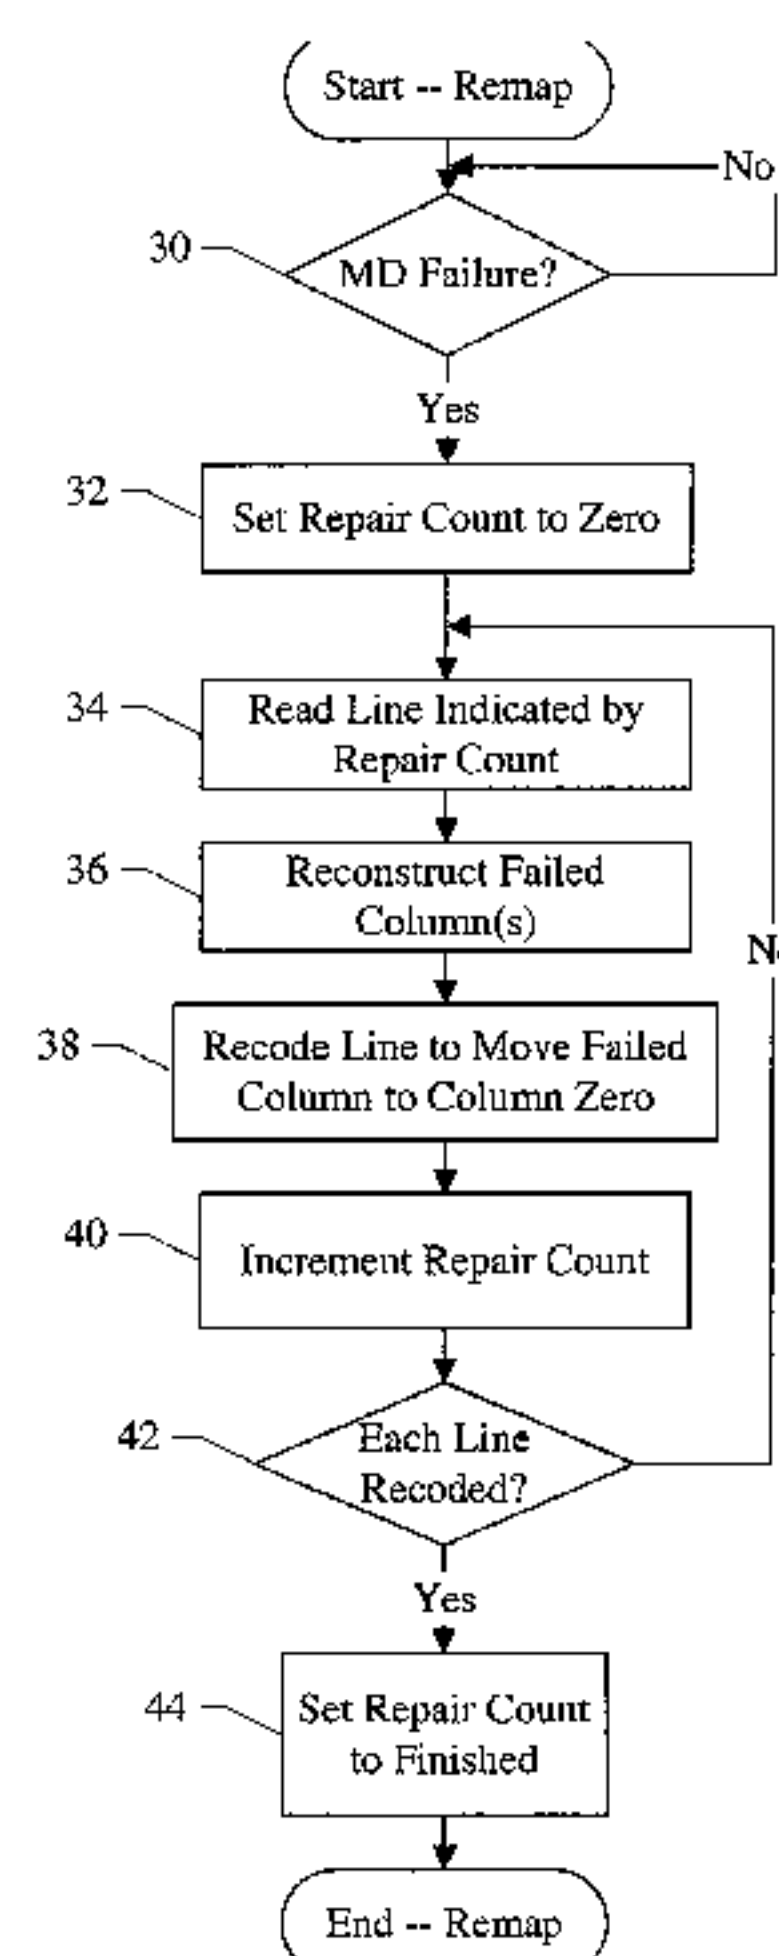 Start -- Remap
No
30
MD Failure?
Yes
32
Set Repair Count to Zero
34
Read Line Indicated by
Repair Count
36
Reconstruct Failed
Column(s)
N
38
Recode Line to Move Failed
Column to Column Zero
40
Increment Repair Count
42
Each Line
Recoded?
Yes
44
Set Repair Count
to Finished
End -- Remap